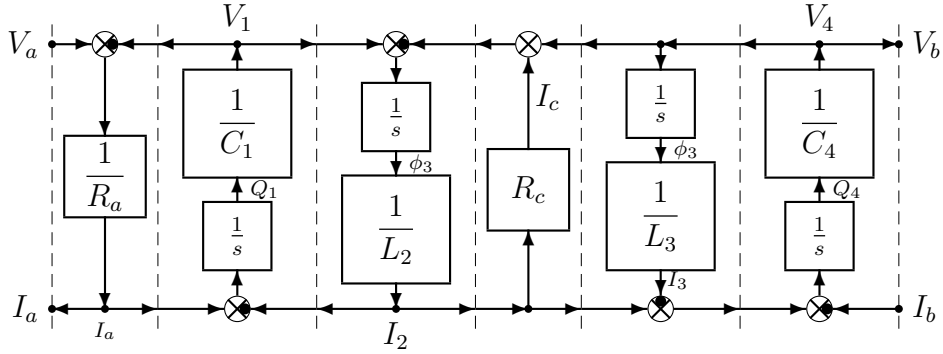 V_a V_1 V_4 V_b
1/R_a 1/C_1 1/s I_c 1/s 1/C_4
Q_1 ϕ_3 R_c ϕ_3 Q_4
1/s 1/L_2 1/L_3 1/s
I_3
I_a I_a I_2 I_b